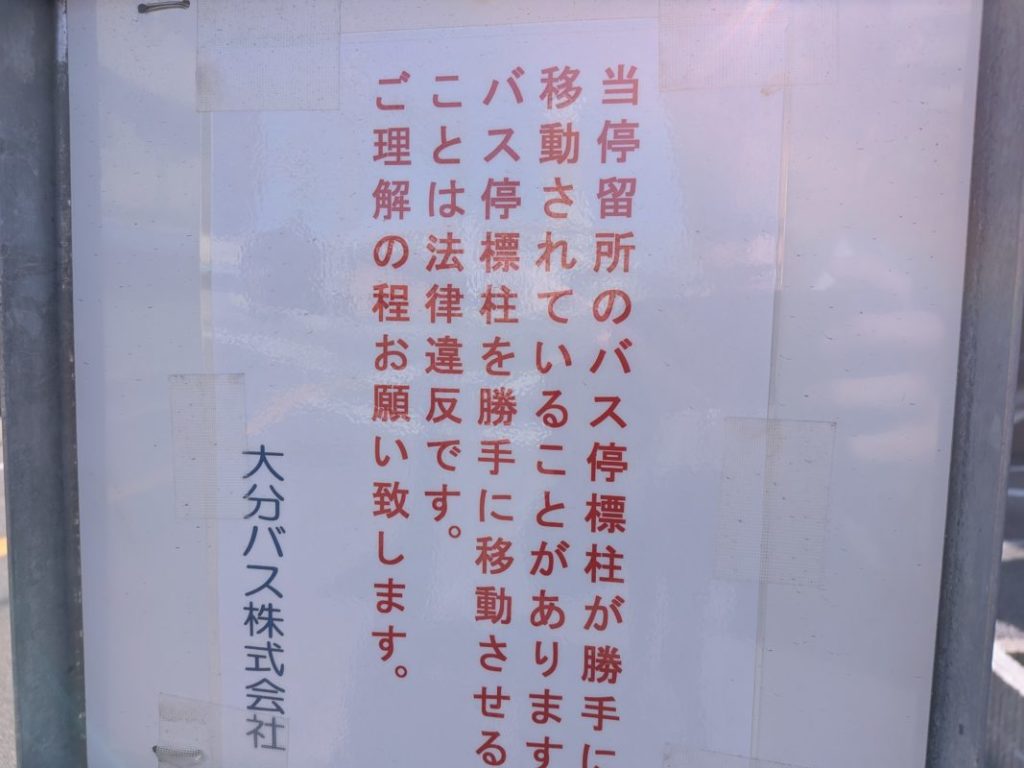 当停留所のバス停標柱が勝手に
移動されていることがあります
バス停標柱を勝手に移動させる
ことは法律違反です。
ご理解の程お願い致します。
大分バス株式会社